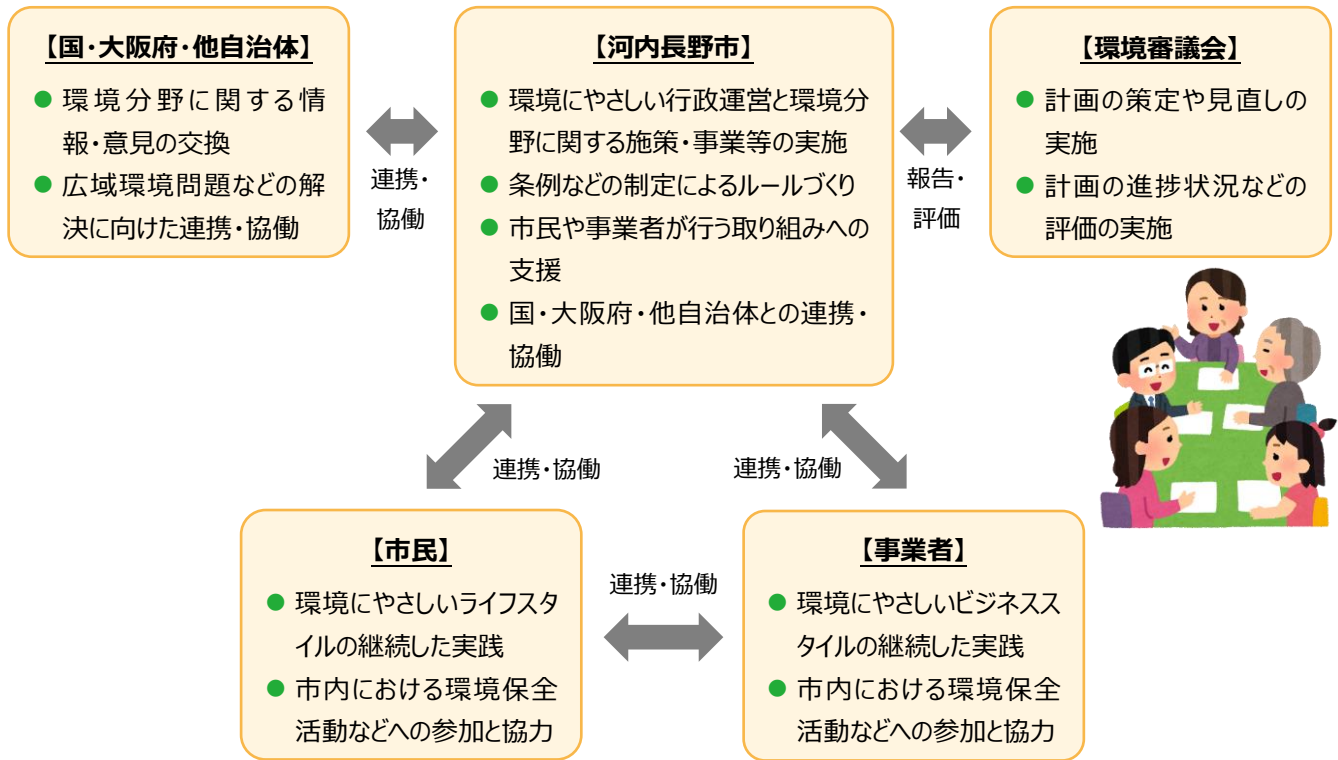 【国・大阪府・他自治体】
● 環境分野に関する情
報・意見の交換
● 広域環境問題などの解
決に向けた連携・協働
連携・
協働
【河内長野市】
● 環境にやさしい行政運営と環境分
野に関する施策・事業等の実施
● 条例などの制定によるルールづくり
● 市民や事業者が行う取り組みへの
支援
● 国・大阪府・他自治体との連携・
協働
報告・
評価
【環境審議会】
● 計画の策定や見直しの
実施
● 計画の進捗状況などの
評価の実施
連携・協働
連携・協働
【市民】
● 環境にやさしいライフスタ
イルの継続した実践
● 市内における環境保全
活動などへの参加と協力
連携・協働
【事業者】
● 環境にやさしいビジネスス
タイルの継続した実践
● 市内における環境保全
活動などへの参加と協力